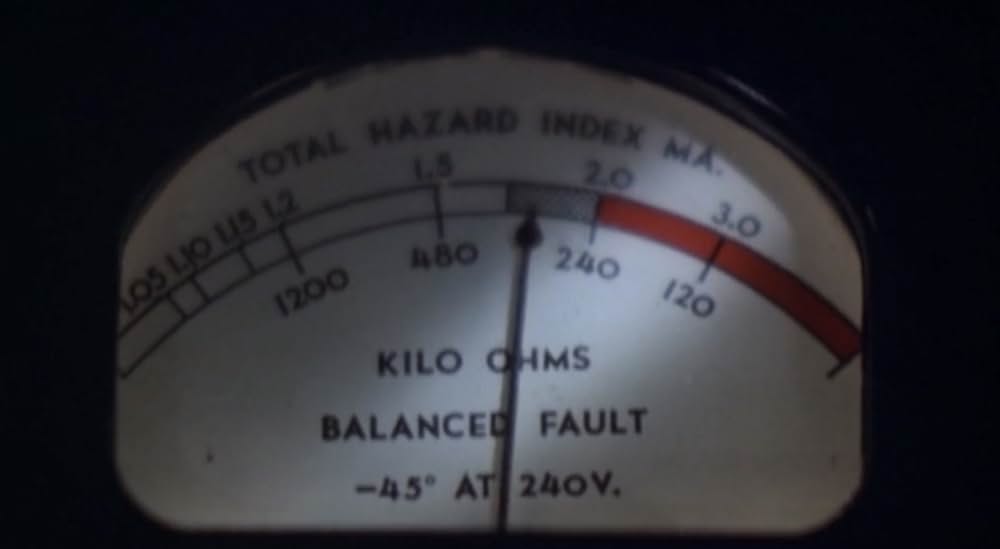 TOTAL HAZARD INDEX MA.
1.05 1.10 1.15 1.2 1.5 2.0 3.0
1200 480 240 120
KILO OHMS
BALANCED FAULT
-45° AT 240V.